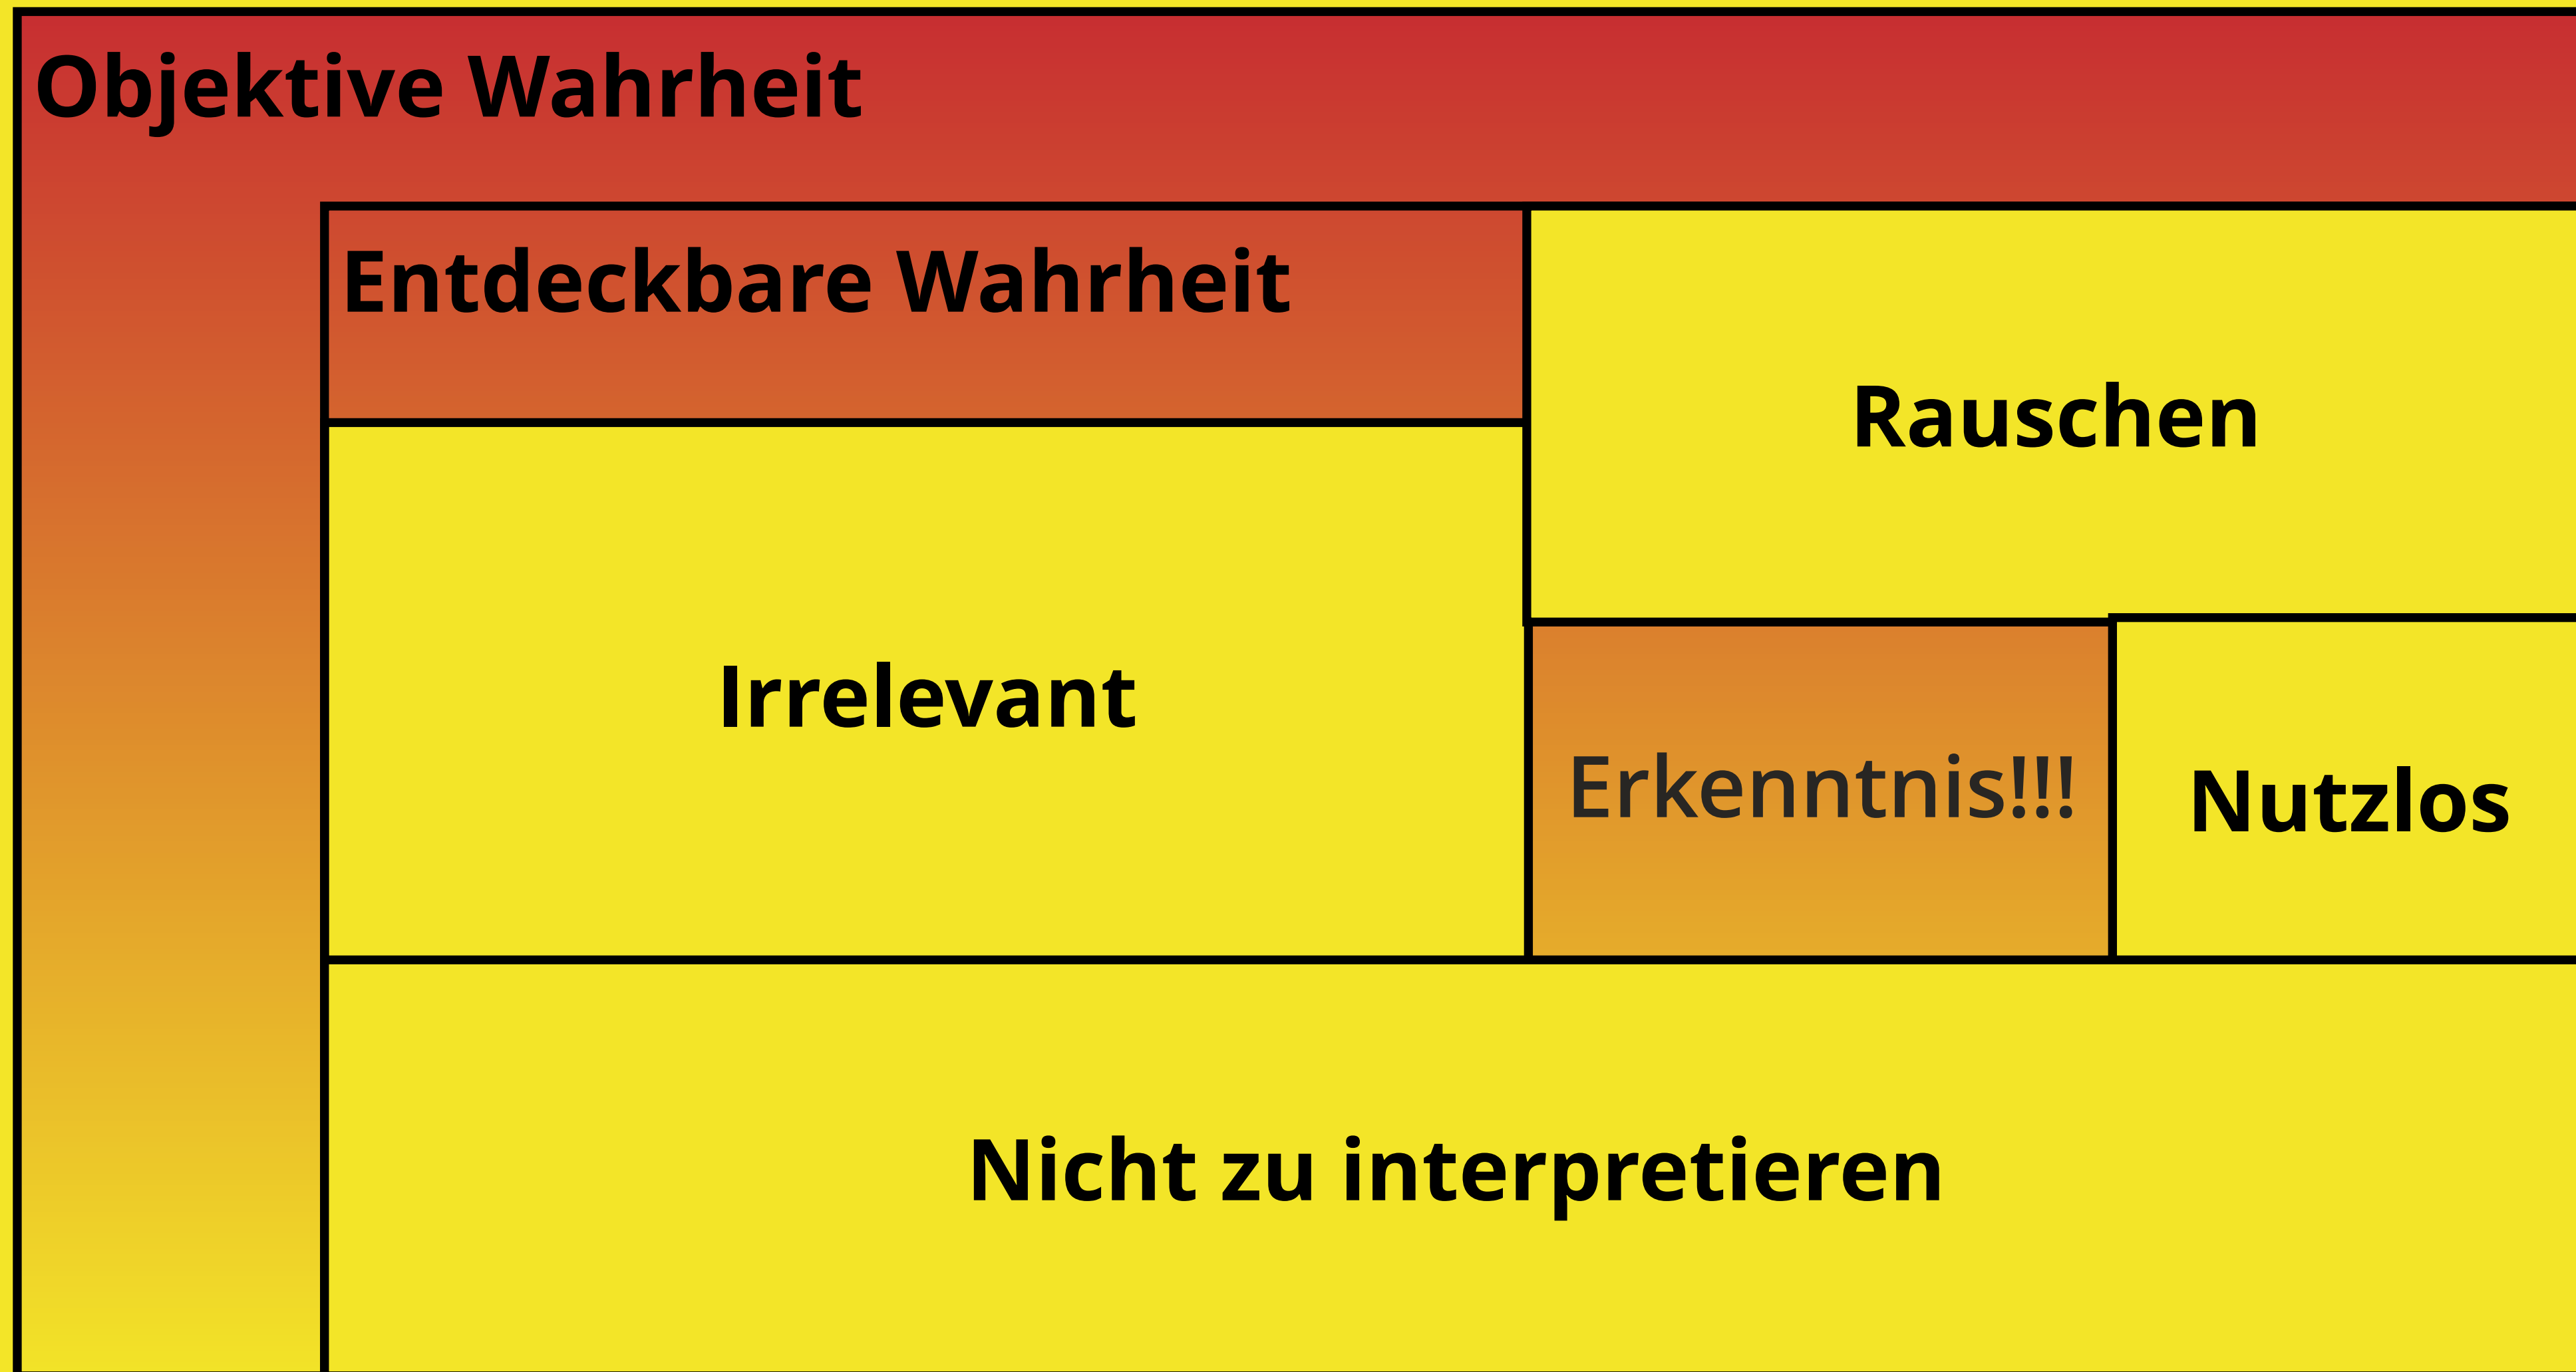 Objektive Wahrheit
Entdeckbare Wahrheit
Rauschen
Irrelevant
Erkenntnis!!!
Nutzlos
Nicht zu interpretieren